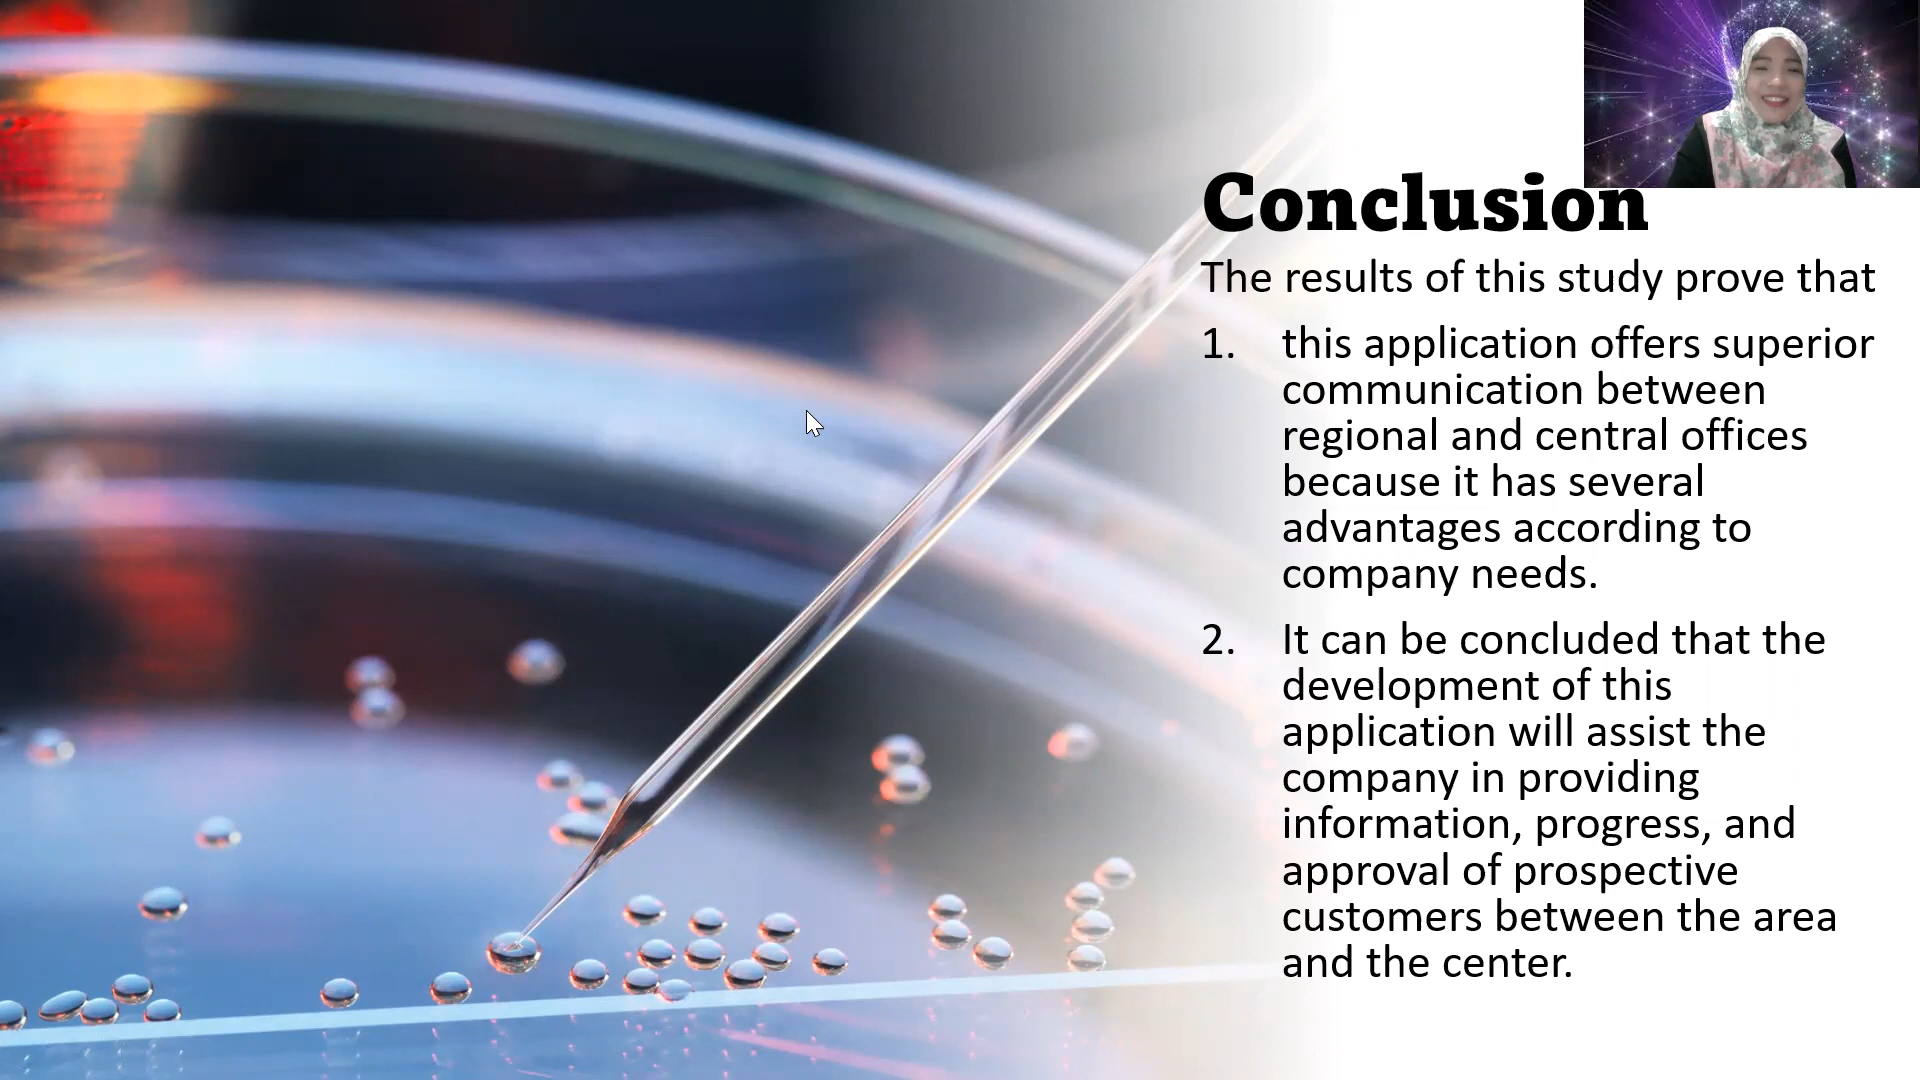 Conclusion
The results of this study prove that
1. this application offers superior
communication between
regional and central offices
because it has several
advantages according to
company needs.
2. It can be concluded that the
development of this
application will assist the
company in providing
information, progress, and
approval of prospective
customers between the area
and the center.